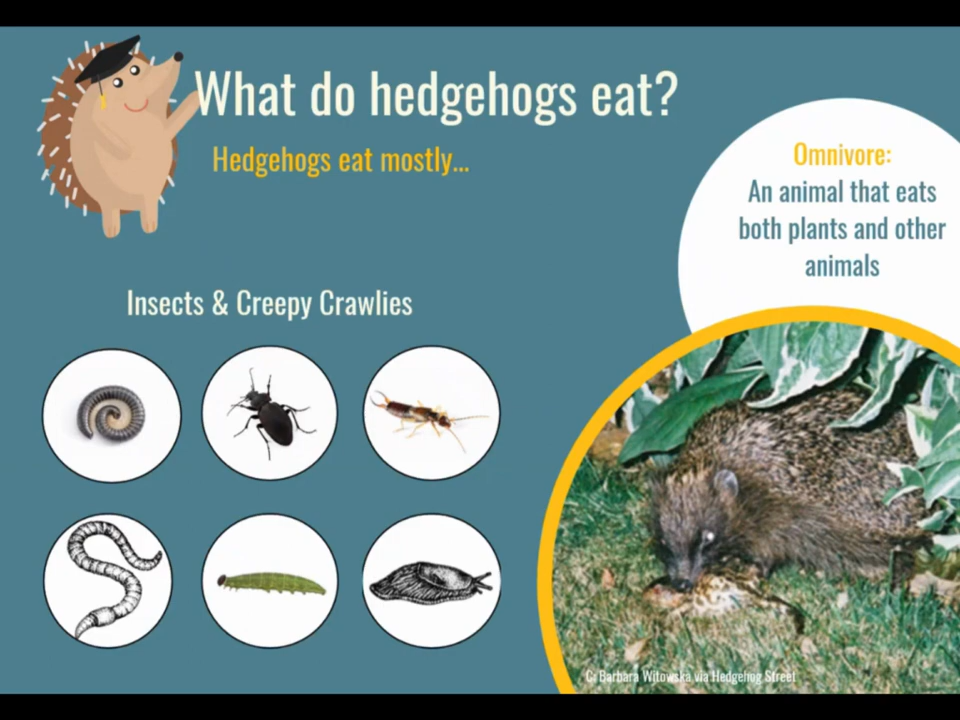 What do hedgehogs eat?
Hedgehogs eat mostly...
Omnivore:
An animal that eats
both plants and other
animals
Insects & Creepy Crawlies
C: Barbara Witowska via Hedgehog Street